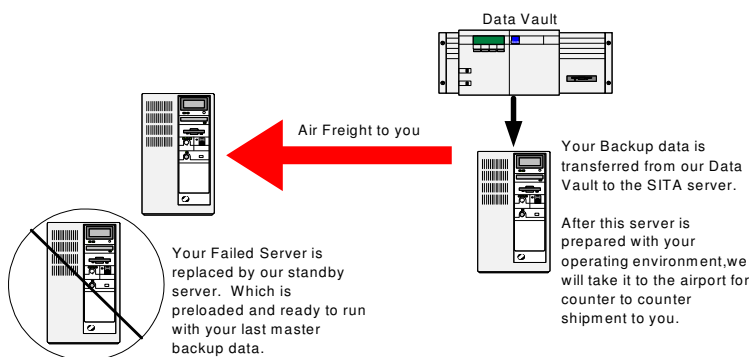 Data Vault
Air Freight to you
Your Backup data is
transferred from our Data
Vault to the SITA server.
After this server is
prepared with your
operating environment,we
will take it to the airport for
counter to counter
shipment to you.
Your Failed Server is
replaced by our standby
server.  Which is
preloaded and ready to run
with your last master
backup data.